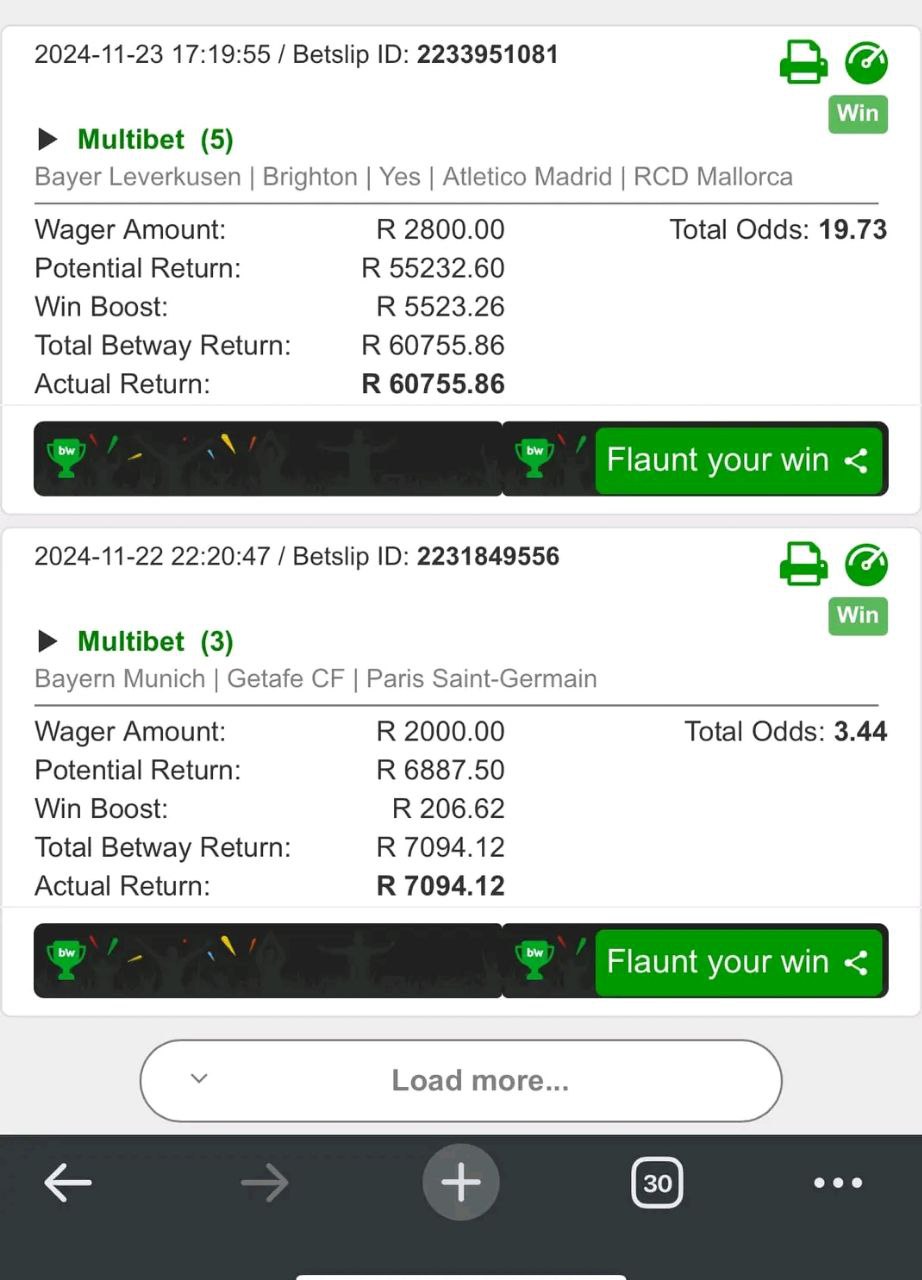 2024-11-23 17:19:55 / Betslip ID: 2233951081
Win
Multibet (5)
Bayer Leverkusen | Brighton | Yes | Atletico Madrid | RCD Mallorca
Wager Amount: R 2800.00 Total Odds: 19.73
Potential Return: R 55232.60
Win Boost: R 5523.26
Total Betway Return: R 60755.86
Actual Return: R 60755.86
bw bw Flaunt your win
2024-11-22 22:20:47 / Betslip ID: 2231849556
Win
Multibet (3)
Bayern Munich | Getafe CF | Paris Saint-Germain
Wager Amount: R 2000.00 Total Odds: 3.44
Potential Return: R 6887.50
Win Boost: R 206.62
Total Betway Return: R 7094.12
Actual Return: R 7094.12
bw bw Flaunt your win
Load more...
30